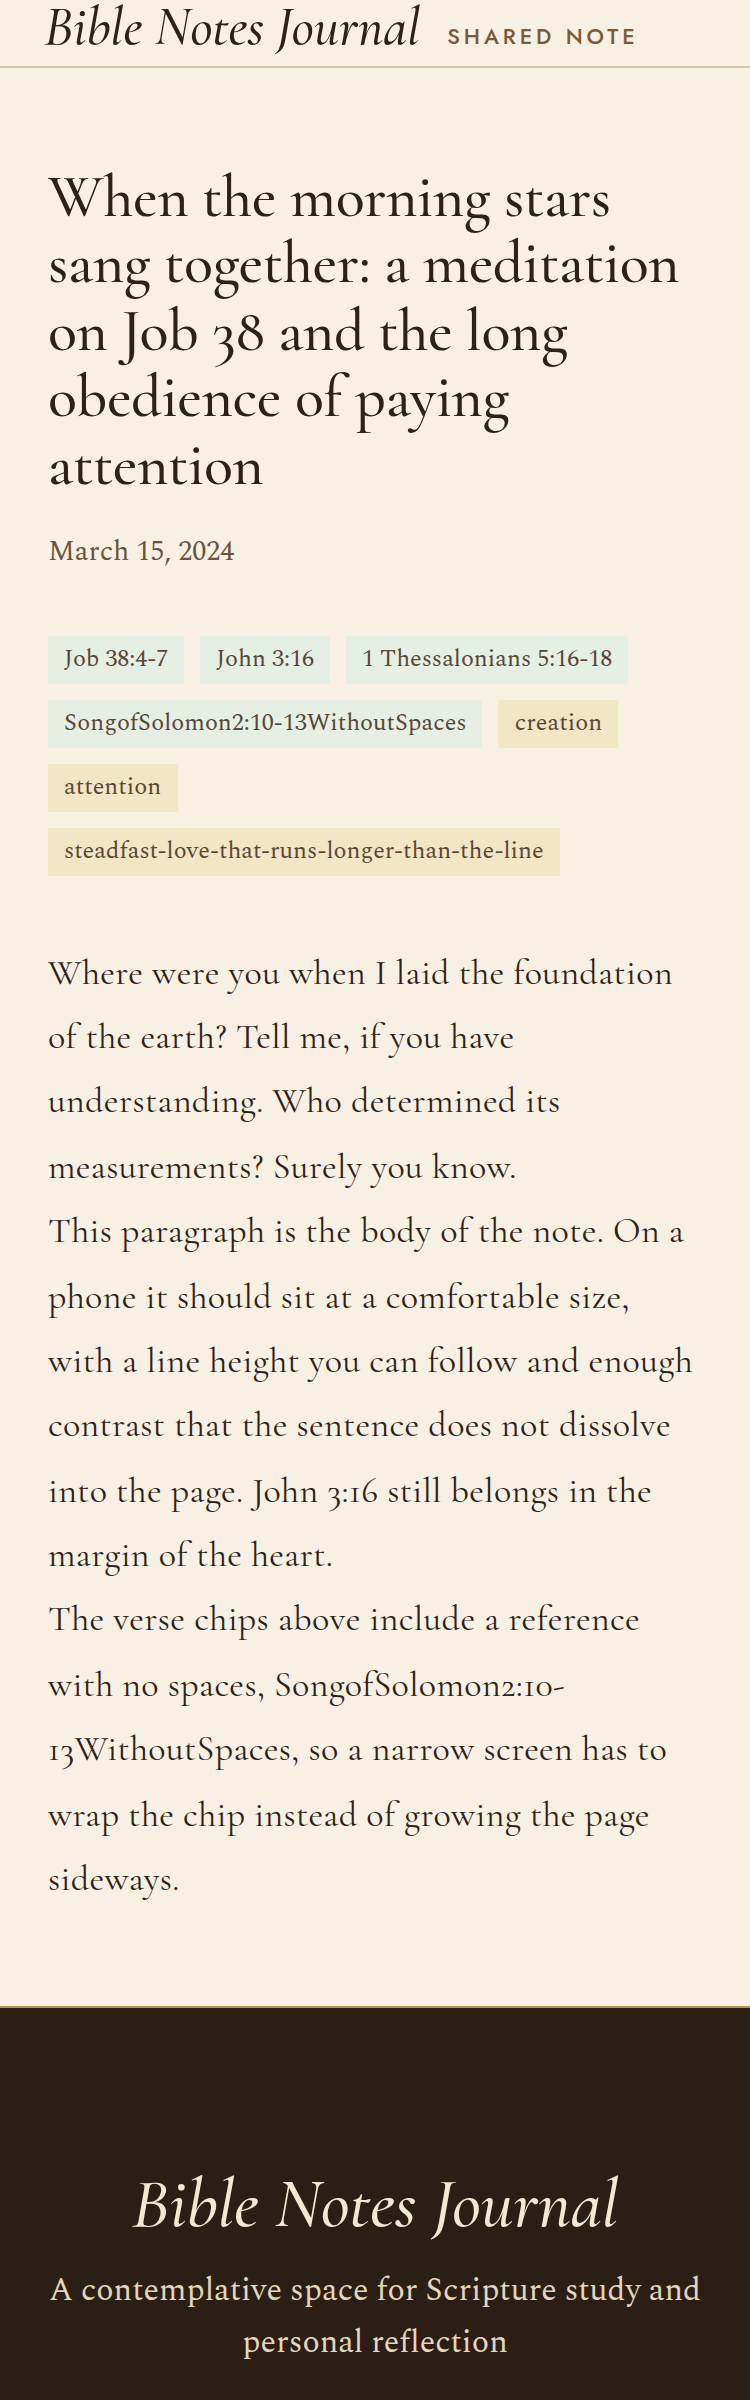 Bible Notes Journal SHARED NOTE
When the morning stars
sang together: a meditation
on Job 38 and the long
obedience of paying
attention
March 15, 2024
Job 38:4-7 John 3:16 1 Thessalonians 5:16-18
SongofSolomon2:10-13WithoutSpaces creation
attention
steadfast-love-that-runs-longer-than-the-line
Where were you when I laid the foundation
of the earth? Tell me, if you have
understanding. Who determined its
measurements? Surely you know.
This paragraph is the body of the note. On a
phone it should sit at a comfortable size,
with a line height you can follow and enough
contrast that the sentence does not dissolve
into the page. John 3:16 still belongs in the
margin of the heart.
The verse chips above include a reference
with no spaces, SongofSolomon2:10-
13WithoutSpaces, so a narrow screen has to
wrap the chip instead of growing the page
sideways.
Bible Notes Journal
A contemplative space for Scripture study and
personal reflection